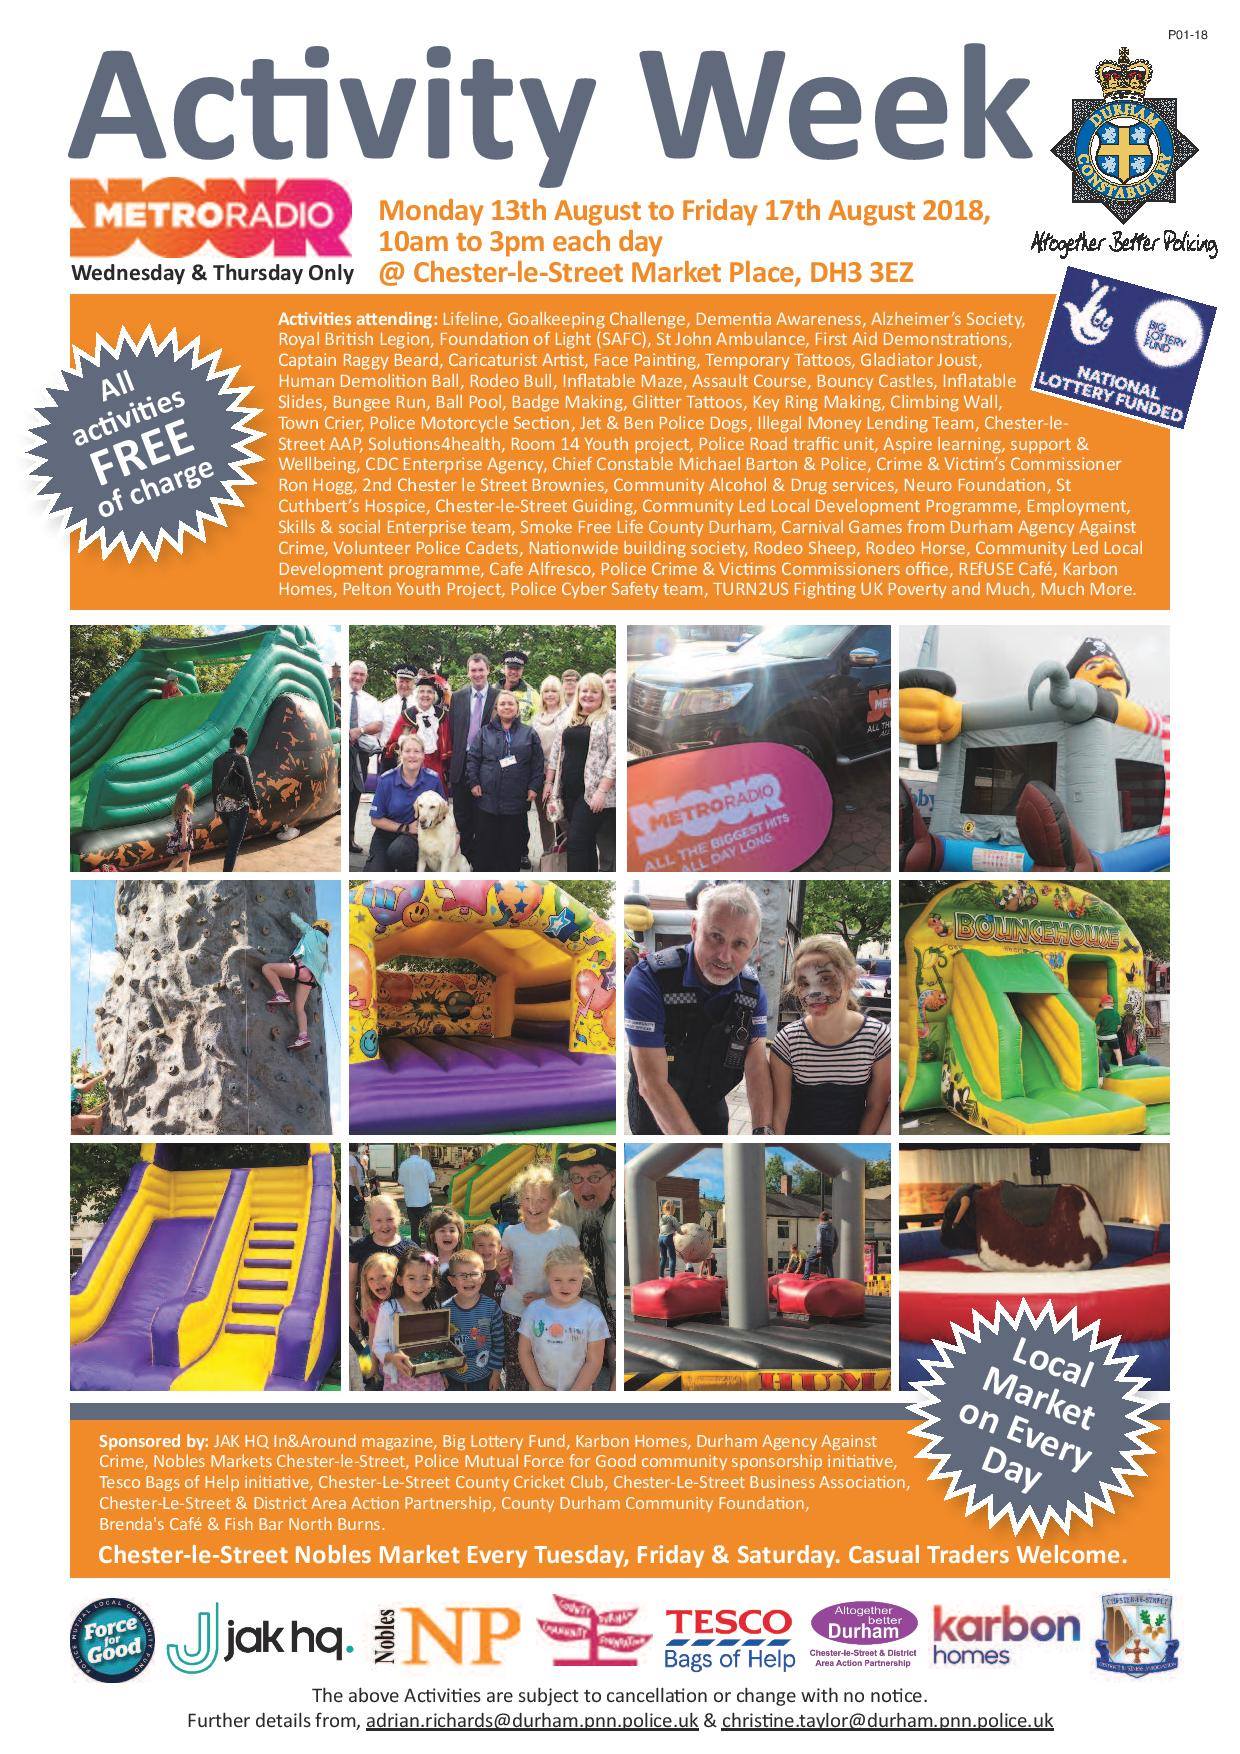 P01-18
Activity Week
DURHAM
CONSTABULARY
METRORADIO
Wednesday & Thursday Only
Monday 13th August to Friday 17th August 2018,
10am to 3pm each day
@ Chester-le-Street Market Place, DH3 3EZ
Altogether Better Policing
BIG
LOTTERY
FUND
NATIONAL
LOTTERY FUNDED
All
activities
FREE
of charge
Activities attending: Lifeline, Goalkeeping Challenge, Dementia Awareness, Alzheimer's Society,
Royal British Legion, Foundation of Light (SAFC), St John Ambulance, First Aid Demonstrations,
Captain Raggy Beard, Caricaturist Artist, Face Painting, Temporary Tattoos, Gladiator Joust,
Human Demolition Ball, Rodeo Bull, Inflatable Maze, Assault Course, Bouncy Castles, Inflatable
Slides, Bungee Run, Ball Pool, Badge Making, Glitter Tattoos, Key Ring Making, Climbing Wall,
Town Crier, Police Motorcycle Section, Jet & Ben Police Dogs, Illegal Money Lending Team, Chester-le-
Street AAP, Solutions4health, Room 14 Youth project, Police Road traffic unit, Aspire learning, support &
Wellbeing, CDC Enterprise Agency, Chief Constable Michael Barton & Police, Crime & Victim's Commissioner
Ron Hogg, 2nd Chester le Street Brownies, Community Alcohol & Drug services, Neuro Foundation, St
Cuthbert's Hospice, Chester-le-Street Guiding, Community Led Local Development Programme, Employment,
Skills & social Enterprise team, Smoke Free Life County Durham, Carnival Games from Durham Agency Against
Crime, Volunteer Police Cadets, Nationwide building society, Rodeo Sheep, Rodeo Horse, Community Led Local
Development programme, Cafe Alfresco, Police Crime & Victims Commissioners office, REfUSE Café, Karbon
Homes, Pelton Youth Project, Police Cyber Safety team, TURN2US Fighting UK Poverty and Much, Much More.
METRORADIO
ALL THE BIGGEST HITS
ALL DAY LONG
BOUNCEHOUSE
HUMA
Local
Market
on Every
Day
Sponsored by: JAK HQ In&Around magazine, Big Lottery Fund, Karbon Homes, Durham Agency Against
Crime, Nobles Markets Chester-le-Street, Police Mutual Force for Good community sponsorship initiative,
Tesco Bags of Help initiative, Chester-Le-Street County Cricket Club, Chester-Le-Street Business Association,
Chester-Le-Street & District Area Action Partnership, County Durham Community Foundation,
Brenda's Café & Fish Bar North Burns.
Chester-le-Street Nobles Market Every Tuesday, Friday & Saturday. Casual Traders Welcome.
POLICE MUTUAL LOCAL COMMUNITY FUND
Force
for
Good
jak hq.
Nobles
NP
COUNTY DURHAM
COMMUNITY FOUNDATION
TESCO
Bags of Help
Altogether
better
Durham
Chester-le-Street & District
Area Action Partnership
karbon
homes
CHESTER-LE-STREET
The above Activities are subject to cancellation or change with no notice.
Further details from, adrian.richards@durham.pnn.police.uk & christine.taylor@durham.pnn.police.uk